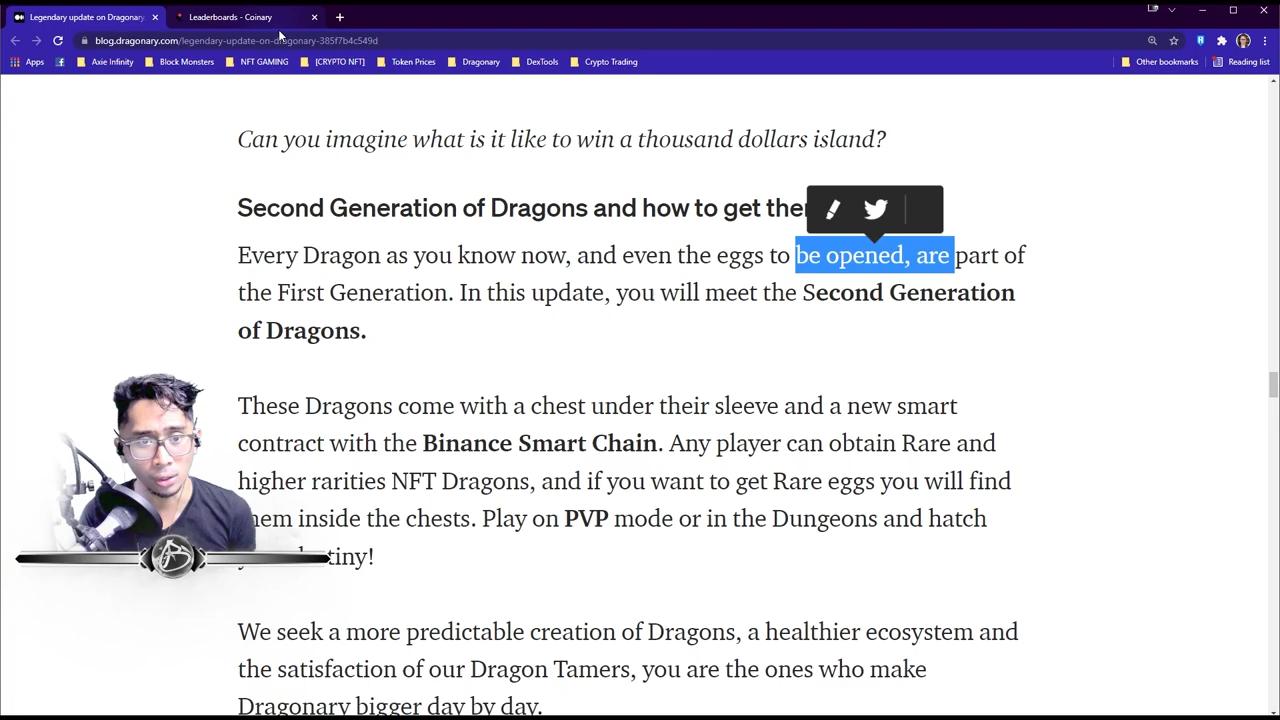 Legendary update on Dragonary
Leaderboards - Coinary
blog.dragonary.com/legendary-update-on-dragonary-385f7b4c549d
Apps
Axie Infinity
Block Monsters
NFT GAMING
[CRYPTO NFT]
Token Prices
Dragonary
DexTools
Crypto Trading
Other bookmarks
Reading list
Can you imagine what is it like to win a thousand dollars island?
Second Generation of Dragons and how to get them
Every Dragon as you know now, and even the eggs to be opened, are part of
the First Generation. In this update, you will meet the Second Generation
of Dragons.
These Dragons come with a chest under their sleeve and a new smart
contract with the Binance Smart Chain. Any player can obtain Rare and
higher rarities NFT Dragons, and if you want to get Rare eggs you will find
them inside the chests. Play on PVP mode or in the Dungeons and hatch
tiny!
We seek a more predictable creation of Dragons, a healthier ecosystem and
the satisfaction of our Dragon Tamers, you are the ones who make
Dragonary bigger day by day.